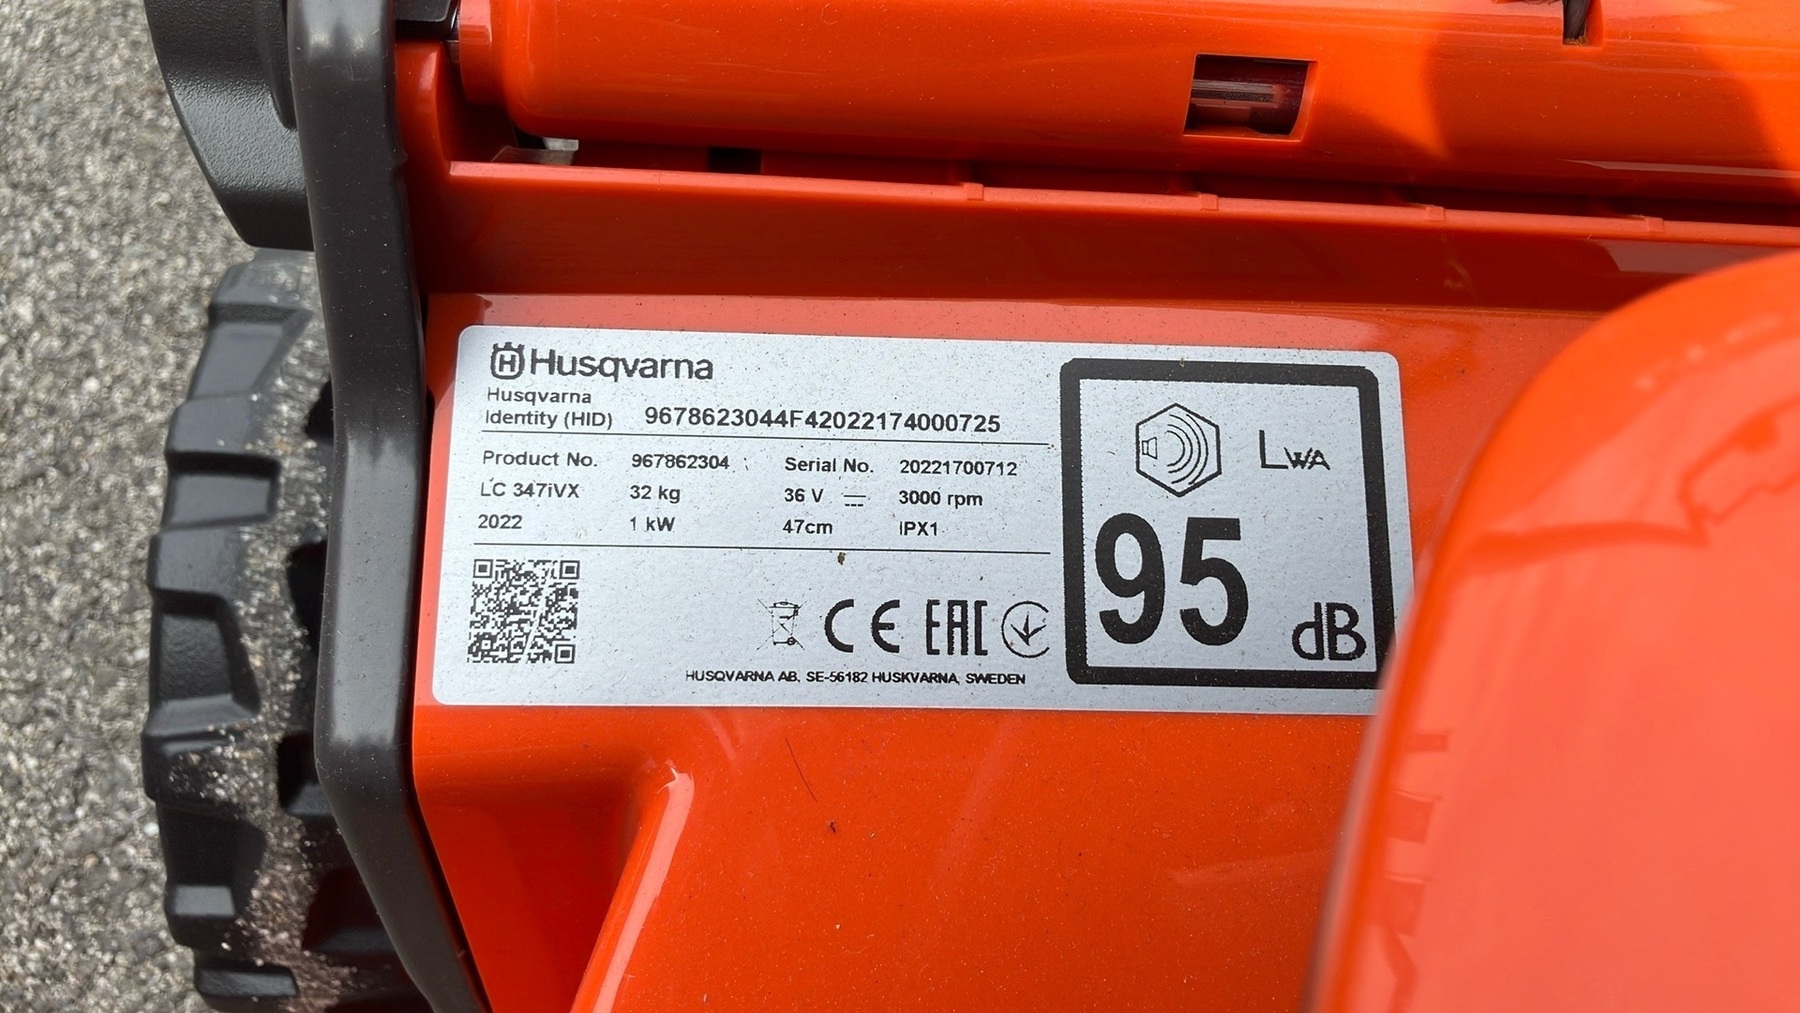 Husqvarna
Husqvarna
Identity (HID) 9678623044F42022174000725
Product No. 967862304 Serial No. 20221700712
LC 347iVX 32 kg 36 V 3000 rpm
2022 1 kW 47cm IPX1
CE EAC
HUSQVARNA AB, SE-56182 HUSKVARNA, SWEDEN
LWA
95
dB